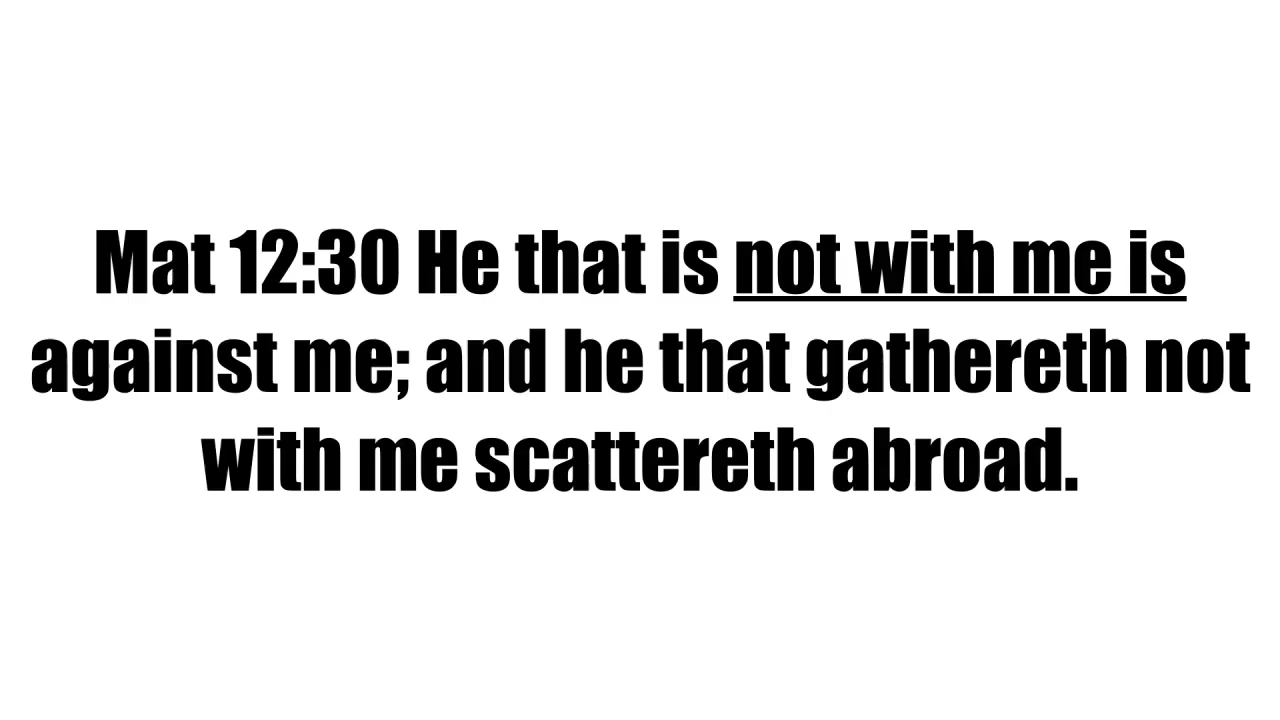 Mat 12:30 He that is not with me is
against me; and he that gathereth not
with me scattereth abroad.